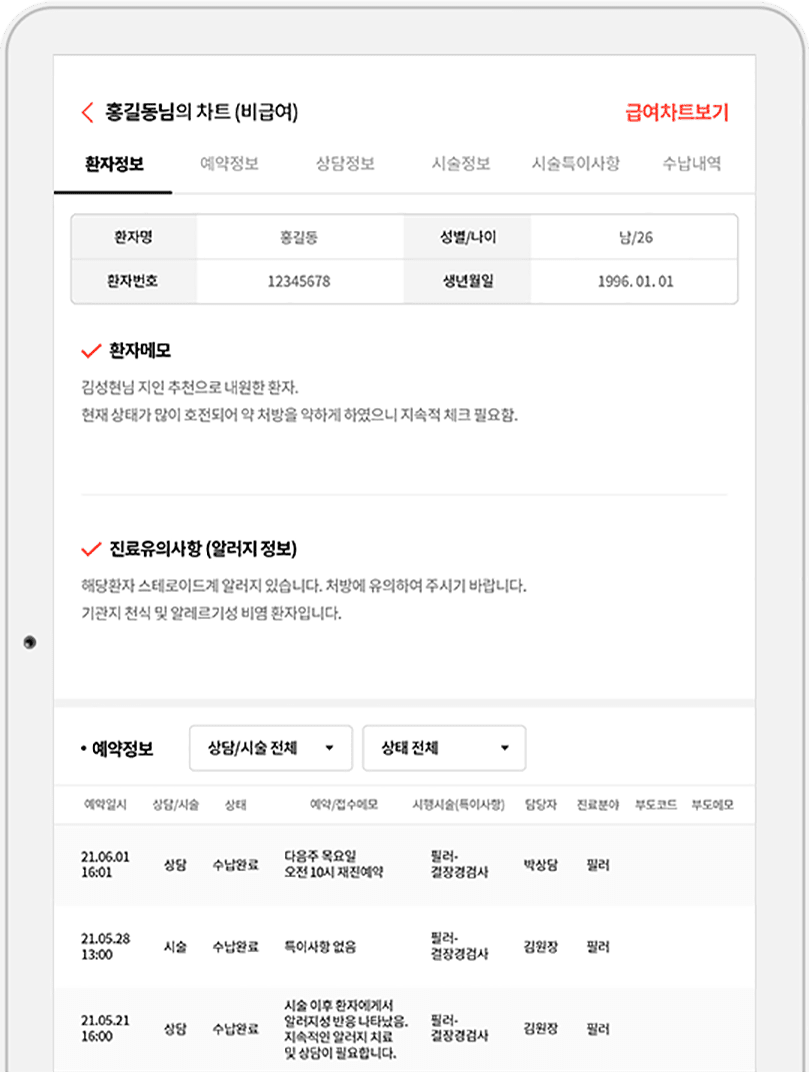 홍길동님의 차트 (비급여) 급여차트보기
환자정보 예약정보 상담정보 시술정보 시술특이사항 수납내역
환자명 홍길동 성별/나이 남/26
환자번호 12345678 생년월일 1996. 01. 01
환자메모
김성현님 지인 추천으로 내원한 환자.
현재 상태가 많이 호전되어 약 처방을 약하게 하였으니 지속적 체크 필요함.
진료유의사항 (알러지 정보)
해당환자 스테로이드계 알러지 있습니다. 처방에 유의하여 주시기 바랍니다.
기관지 천식 및 알레르기성 비염 환자입니다.
• 예약정보 상담/시술 전체 상태 전체
예약일시 상담/시술 상태 예약/접수메모 시행시술(특이사항) 담당자 진료분야 부도코드 부도메모
21.06.01
16:01
상담 수납완료
다음주 목요일
오전 10시 재진예약
필러-
결장경검사
박상담 필러
21.05.28
13:00
시술 수납완료 특이사항 없음
필러-
결장경검사
김원장 필러
21.05.21
16:00
상담 수납완료
시술 이후 환자에게서
알러지성 반응 나타났음.
지속적인 알러지 치료
및 상담이 필요합니다.
필러-
결장경검사
김원장 필러